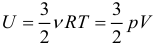 U = 3/2 νRT = 3/2 pV